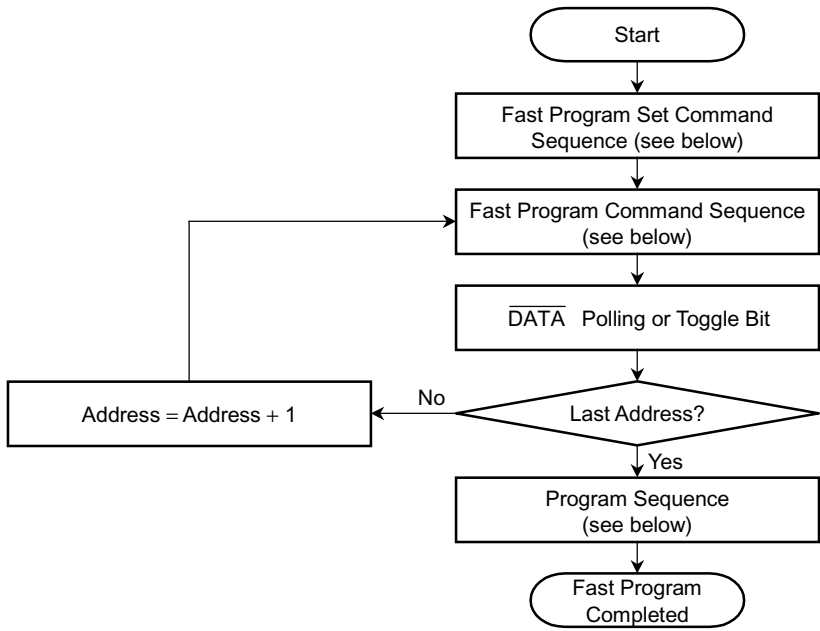 Start
Fast Program Set Command
Sequence (see below)
Fast Program Command Sequence
(see below)
D̅A̅T̅A̅ Polling or Toggle Bit
Last Address?
No
Address = Address + 1
Yes
Program Sequence
(see below)
Fast Program
Completed